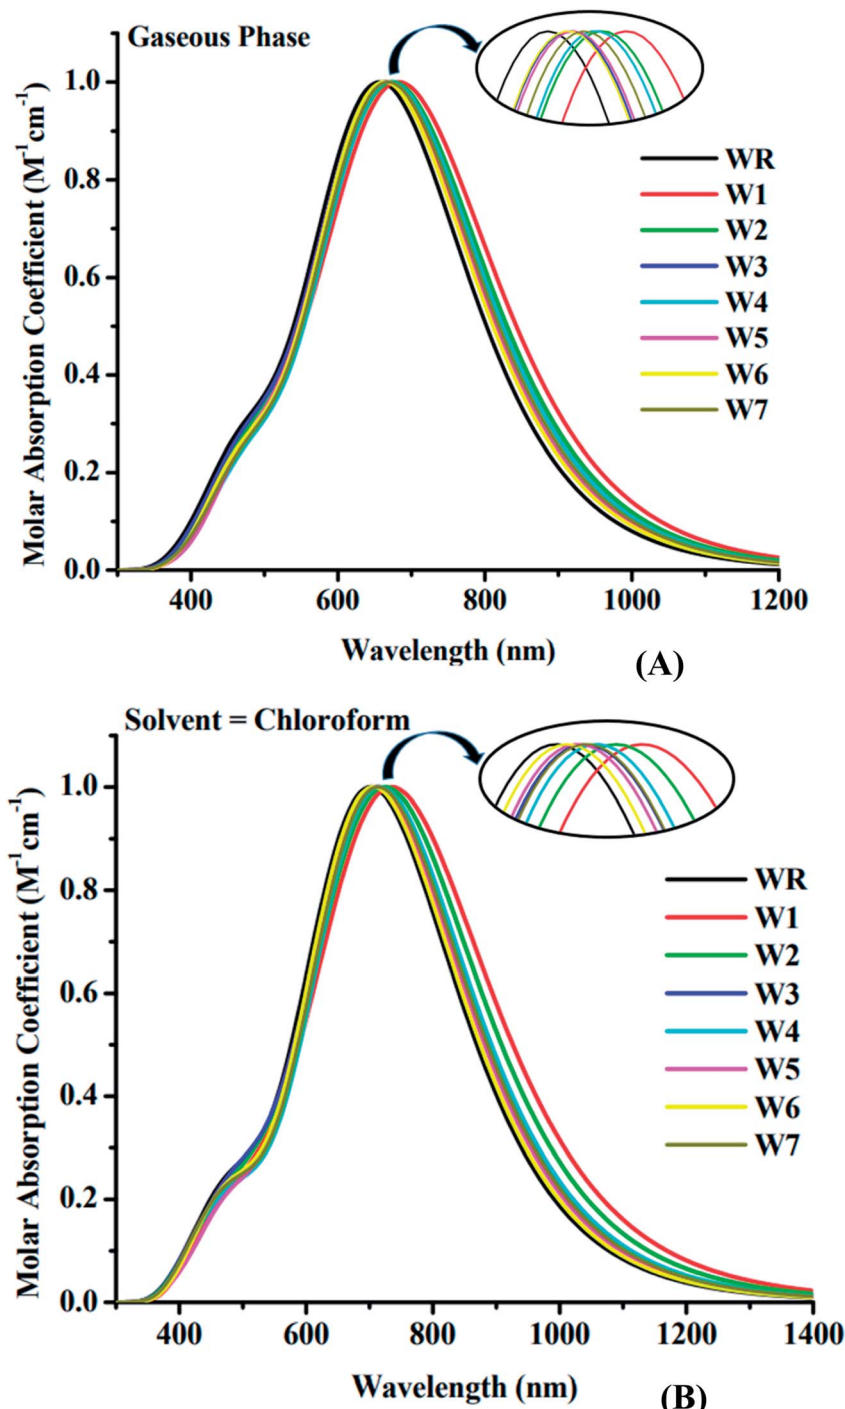 Gaseous Phase
Molar Absorption Coefficient (M⁻¹cm⁻¹)
1.0
0.8
0.6
0.4
0.2
0.0
WR
W1
W2
W3
W4
W5
W6
W7
400 600 800 1000 1200
Wavelength (nm)
(A)
Solvent = Chloroform
Molar Absorption Coefficient (M⁻¹cm⁻¹)
1.0
0.8
0.6
0.4
0.2
0.0
WR
W1
W2
W3
W4
W5
W6
W7
400 600 800 1000 1200 1400
Wavelength (nm)
(B)